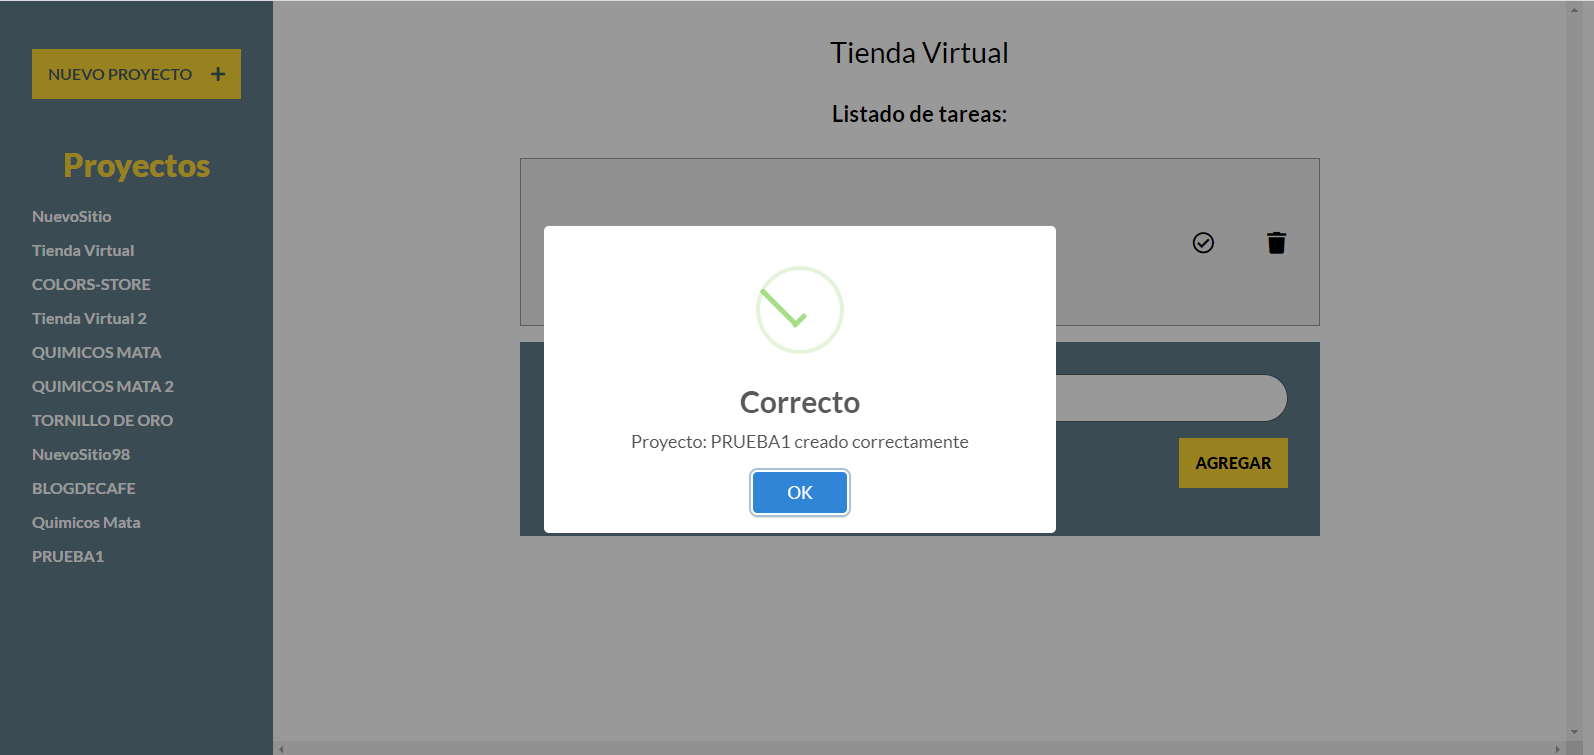 NUEVO PROYECTO +
Proyectos
NuevoSitio
Tienda Virtual
COLORS-STORE
Tienda Virtual 2
QUIMICOS MATA
QUIMICOS MATA 2
TORNILLO DE ORO
NuevoSitio98
BLOGDECAFE
Quimicos Mata
PRUEBA1
Tienda Virtual
Listado de tareas:
Correcto
Proyecto: PRUEBA1 creado correctamente
OK
AGREGAR